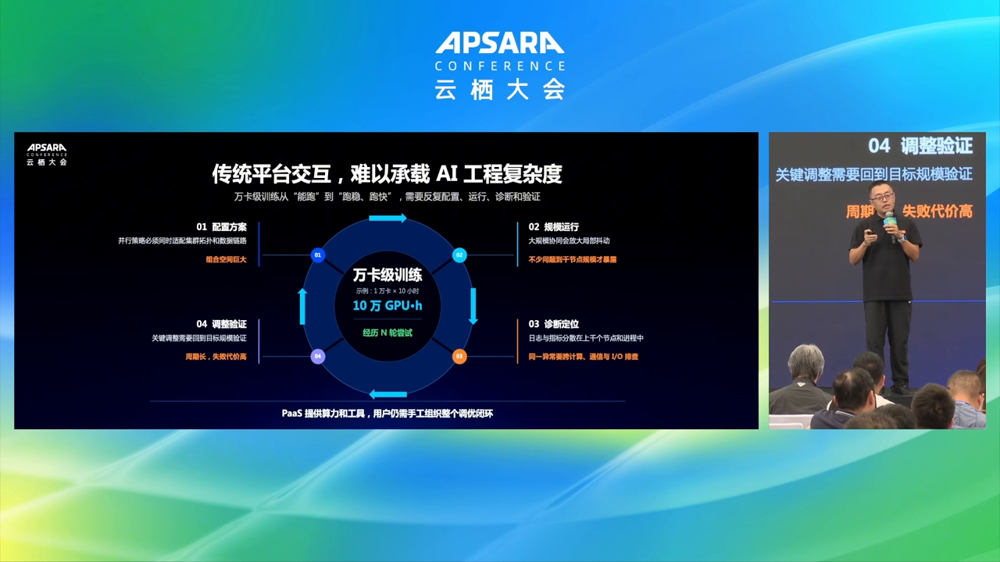 APSARA
CONFERENCE
云栖大会
APSARA
CONFERENCE
云栖大会
传统平台交互，难以承载 AI 工程复杂度
万卡级训练从“能跑”到“跑稳、跑快”，需要反复配置、运行、诊断和验证
01 配置方案
并行策略必须同时适配集群拓扑和数据链路
组合空间巨大
02 规模运行
大规模协同会放大局部抖动
不少问题到千节点规模才暴露
01
02
万卡级训练
示例：1 万卡 × 10 小时
10 万 GPU·h
经历 N 轮尝试
04 调整验证
关键调整需要回到目标规模验证
周期长，失败代价高
03 诊断定位
日志与指标分散在上千个节点和进程中
同一异常要跨计算、通信与 I/O 排查
04
03
PaaS 提供算力和工具，用户仍需手工组织整个调优闭环
04 调整验证
关键调整需要回到目标规模验证
周期 失败代价高